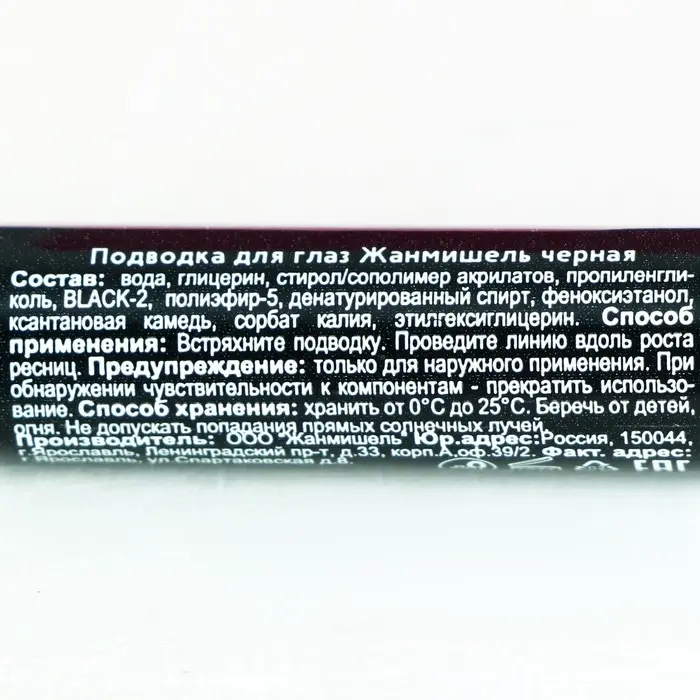 Подводка для глаз Жанмишель черная
Состав: вода, глицерин, стирол/сополимер акрилатов, пропиленгли-
коль, BLACK-2, полиэфир-5, денатурированный спирт, феноксиэтанол,
ксантановая камедь, сорбат калия, этилгексиглицерин. Способ
применения: Встряхните подводку. Проведите линию вдоль роста
ресниц. Предупреждение: только для наружного применения. При
обнаружении чувствительности к компонентам - прекратить использо-
вание. Способ хранения: хранить от 0°С до 25°С. Беречь от детей,
огня. Не допускать попадания прямых солнечных лучей.
Производитель: ООО "Жанмишель" Юр.адрес:Россия, 150044,
г.Ярославль, Ленинградский пр-т, д.33, корп.А,оф.39/2. Факт. адрес:
г.Ярославль, ул.Спартаковская д.8.
EAC